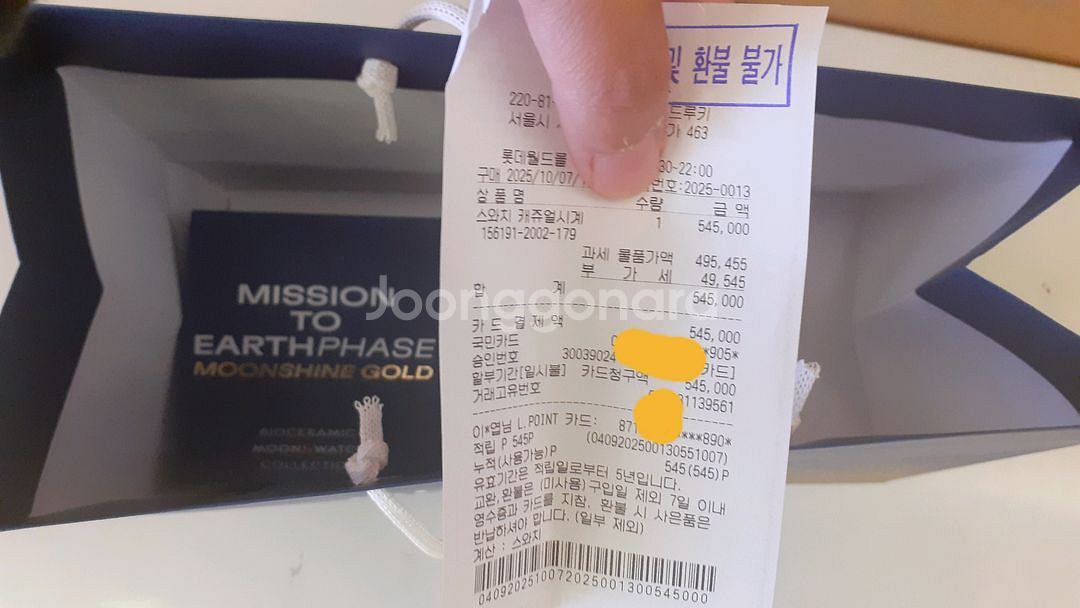 MISSION
TO
EARTHPHASE
MOONSHINE GOLD
BIOCERAMIC
MOONSWATCH
COLLECTION
및 환불 불가
220-81-
드루키
서울시
가 463
롯데월드몰
30~22:00
구매 2025/10/07/
번호:2025-0013
상 품 명 수량 금 액
스와치 캐쥬얼시계 1 545,000
156191-2002-179
과세 물품가액 495,455
부 가 세 49,545
합 계 545,000
카 드 결 제 액 545,000
국민카드 **905*
승인번호 30039024 카드]
할부기간[일시불] 카드청구액 545,000
거래고유번호 91139561
이*엽님 L.POINT 카드: 871 ***890*
적립 P 545P (0409202500130551007)
누적(사용가능)P 545(545)P
유효기간은 적립일로부터 5년입니다.
교환,환불은 (미사용)구입일 제외 7일 이내
영수증과 카드를 지참, 환불 시 사은품은
반납하셔야 합니다.(일부 제외)
계산 : 스와치
0409202510072025001300545000
Joonggonara